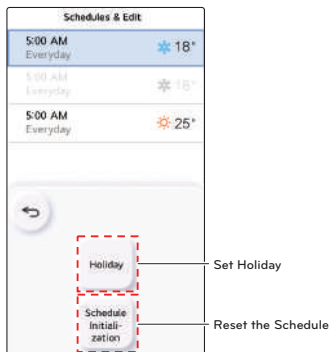 Schedules & Edit
5:00 AM
Everyday
18°
5:00 AM
Everyday
18°
5:00 AM
Everyday
25°
Holiday
Set Holiday
Schedule
Initiali-
zation
Reset the Schedule